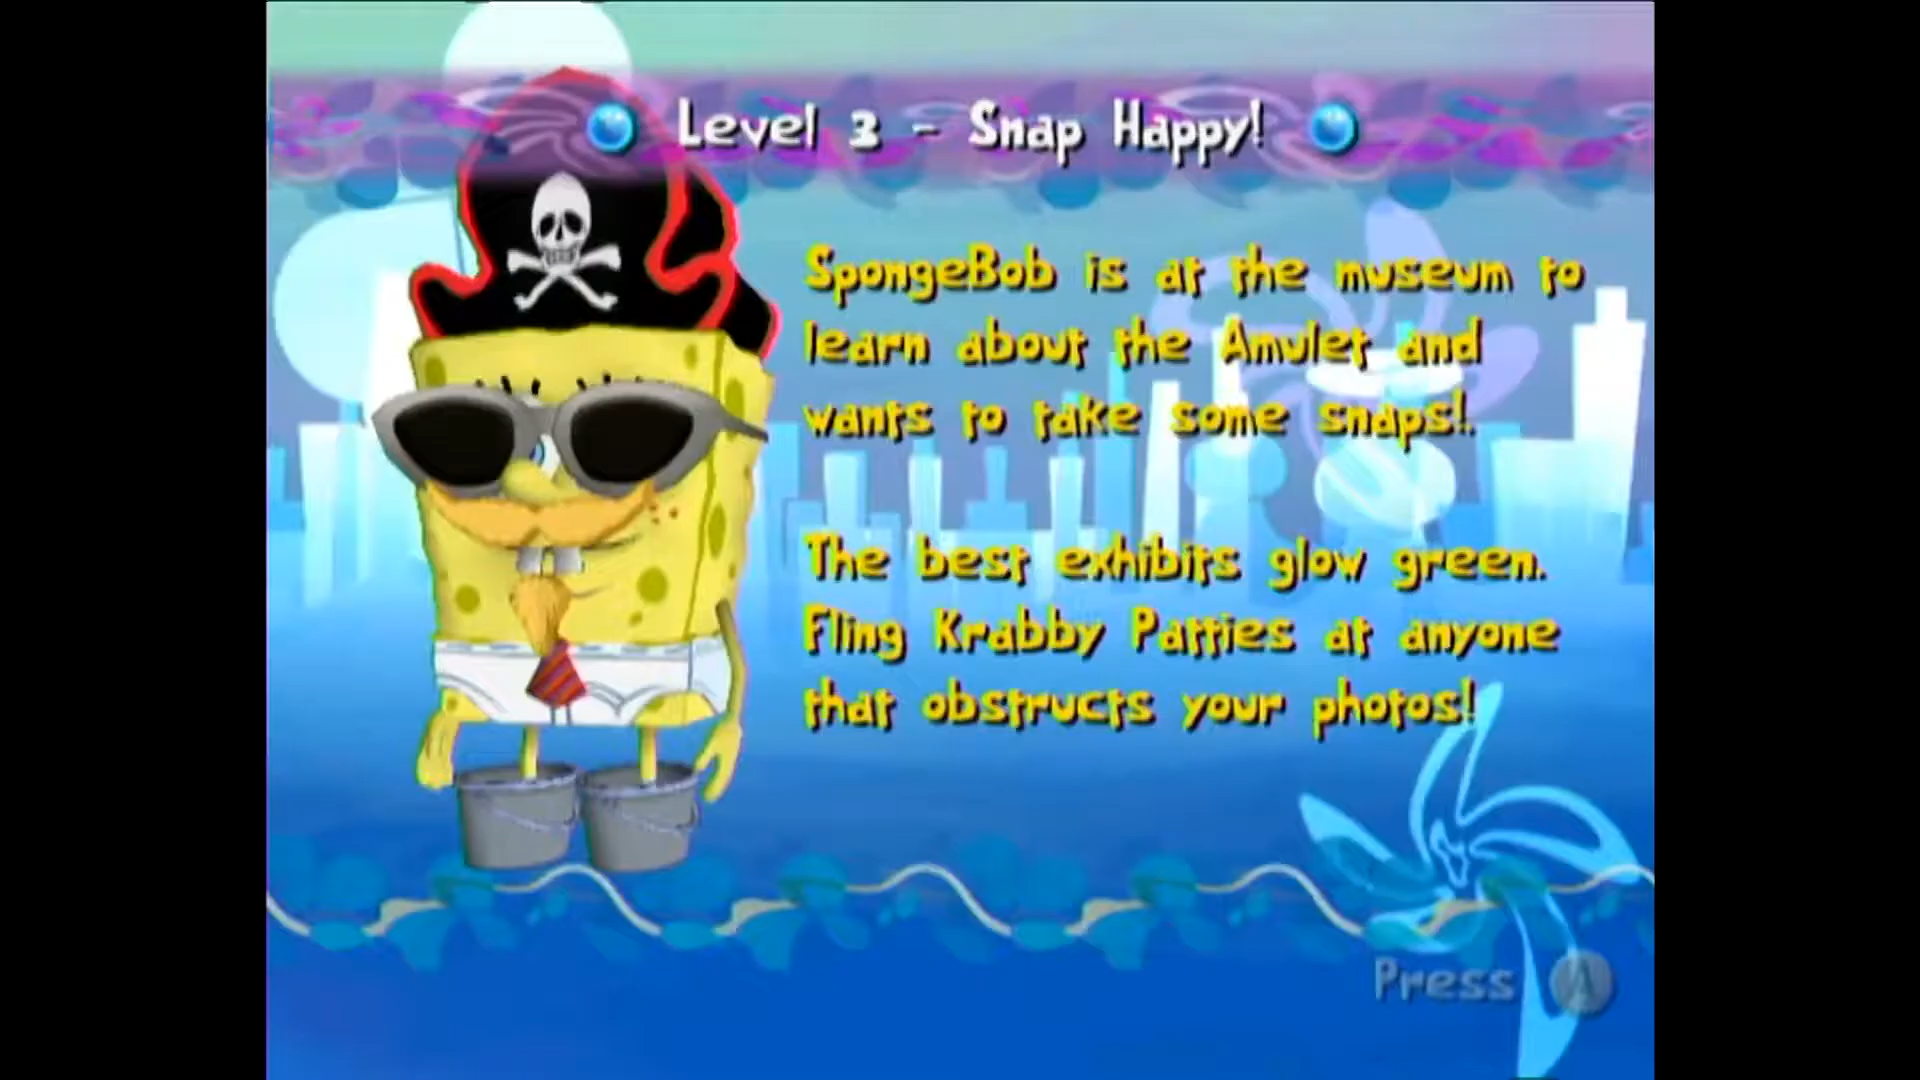 Level 3 - Snap Happy!
SpongeBob is at the museum to
learn about the Amulet and
wants to take some snaps!.
The best exhibits glow green.
Fling Krabby Patties at anyone
that obstructs your photos!
Press A